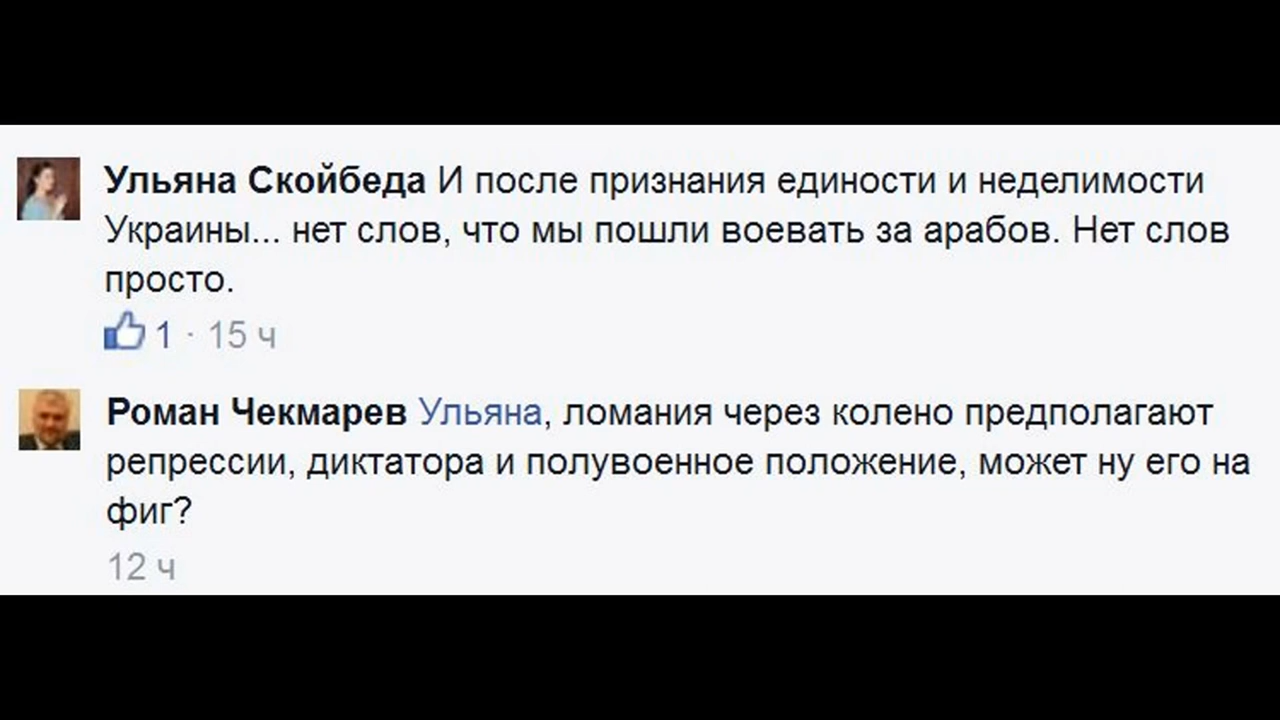 Ульяна Скойбеда И после признания единости и неделимости
Украины... нет слов, что мы пошли воевать за арабов. Нет слов
просто.
1 · 15 ч
Роман Чекмарев Ульяна, ломания через колено предполагают
репрессии, диктатора и полувоенное положение, может ну его на
фиг?
12 ч